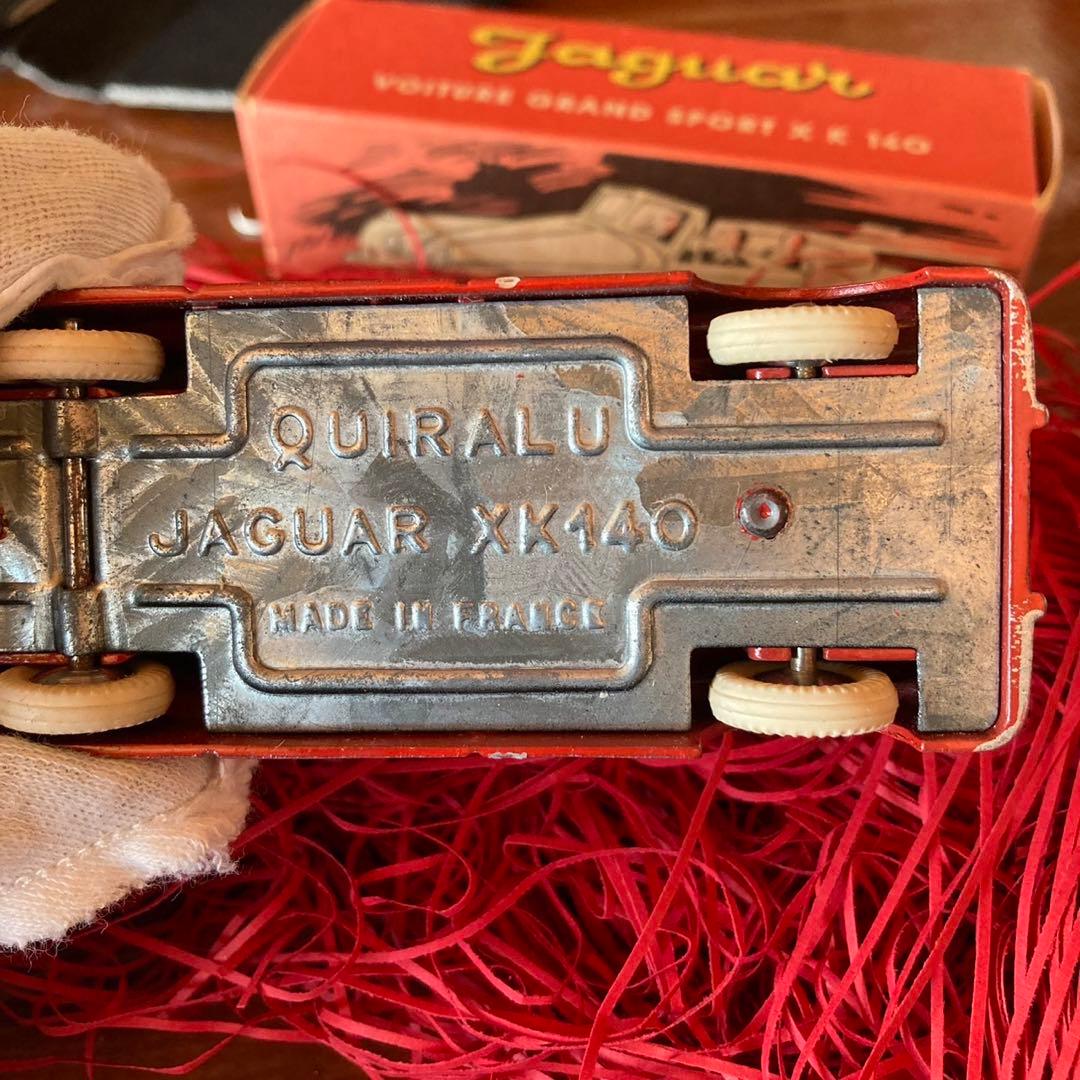 Jaguar
VOITURE GRAND SPORT X K 140
QUIRALU
JAGUAR XK140
MADE IN FRANCE